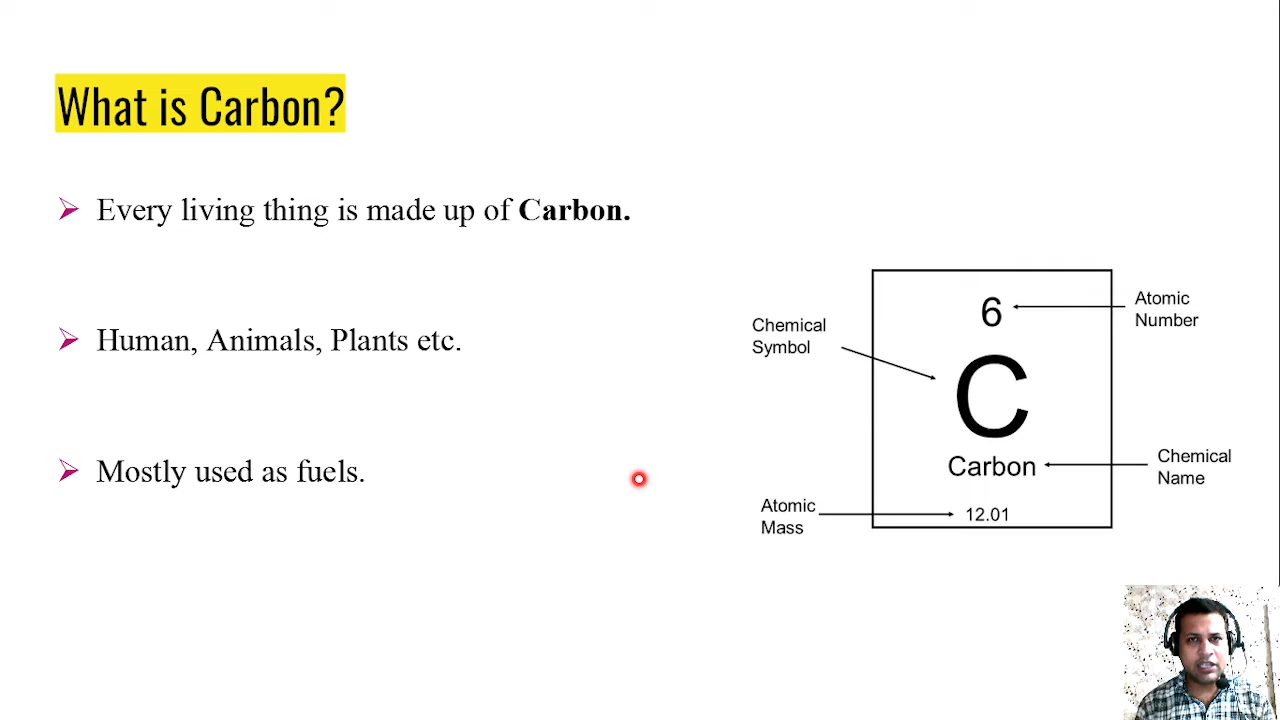 What is Carbon?
Every living thing is made up of Carbon.
Human, Animals, Plants etc.
Mostly used as fuels.
6
Atomic
Number
Chemical
Symbol
C
Carbon
Chemical
Name
Atomic
Mass
12.01